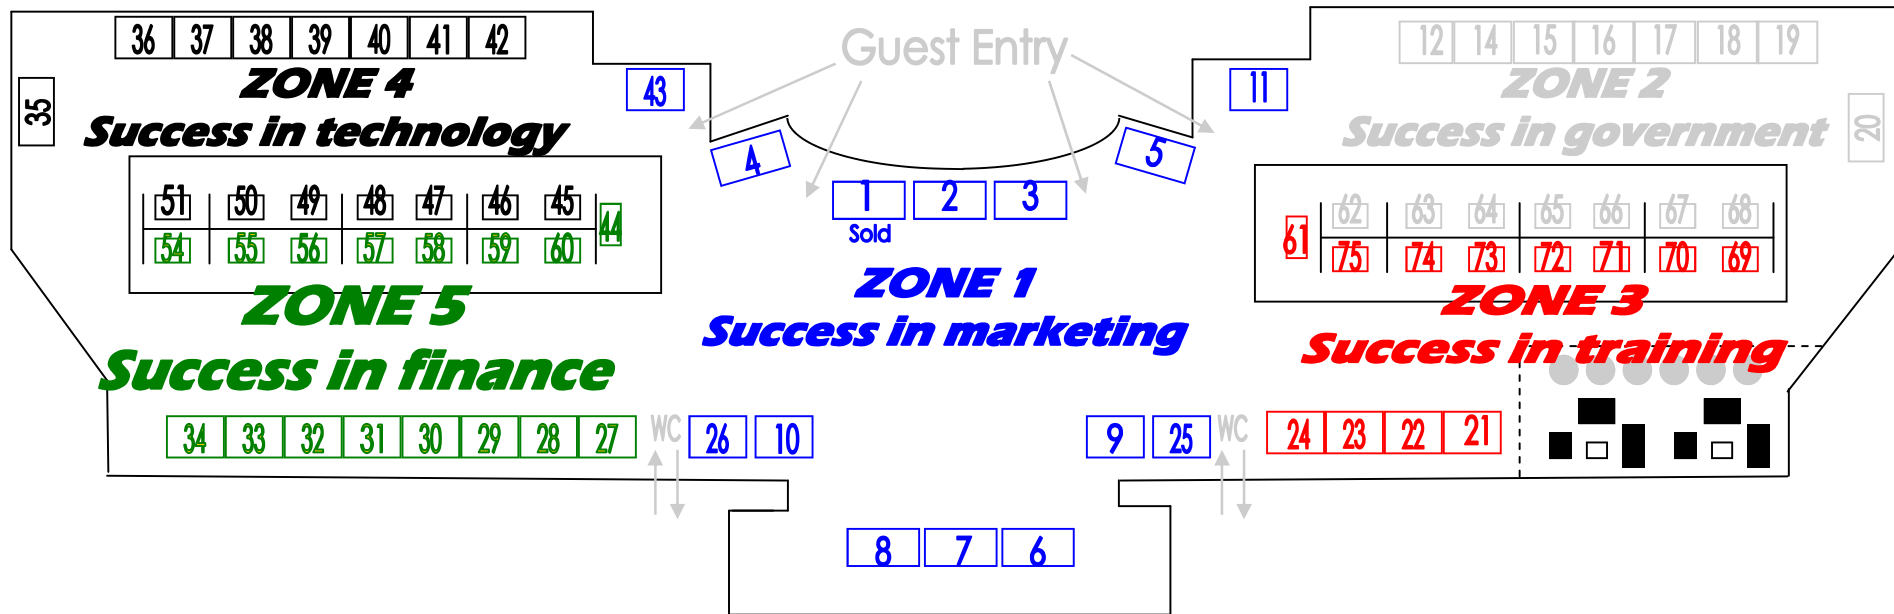 Guest Entry
36 37 38 39 40 41 42
43
35
ZONE 4
Success in technology
4
1 2 3
Sold
5
11
12 14 15 16 17 18 19
20
ZONE 2
Success in government
51 50 49 48 47 46 45
44
54 55 56 57 58 59 60
ZONE 5
Success in finance
ZONE 1
Success in marketing
62 63 64 65 66 67 68
61
75 74 73 72 71 70 69
ZONE 3
Success in training
34 33 32 31 30 29 28 27
WC
26 10
9 25
WC
24 23 22 21
8 7 6